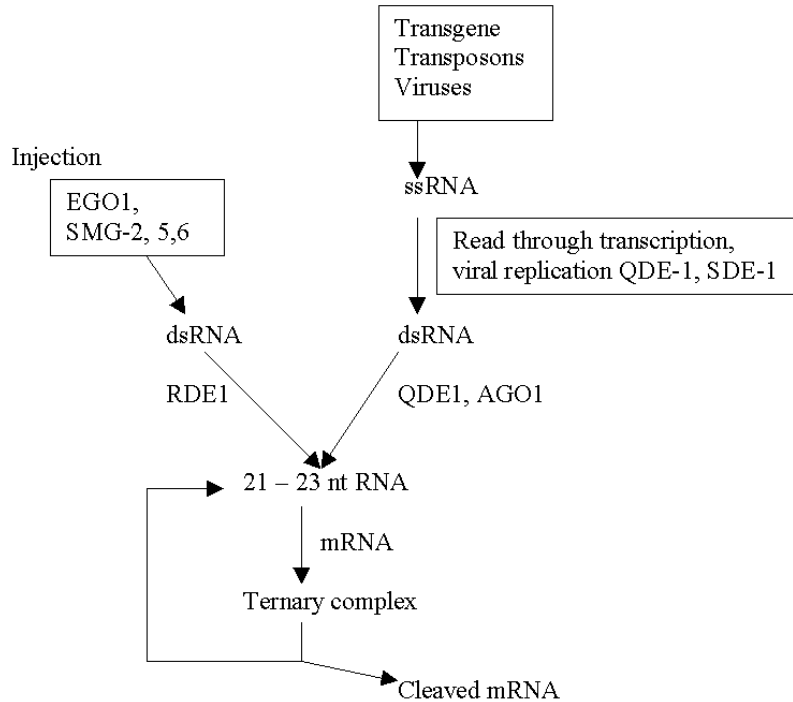 Transgene
Transposons
Viruses
Injection
ssRNA
EGO1,
SMG-2, 5,6
Read through transcription,
viral replication QDE-1, SDE-1
dsRNA
dsRNA
RDE1
QDE1, AGO1
21 – 23 nt RNA
mRNA
Ternary complex
Cleaved mRNA